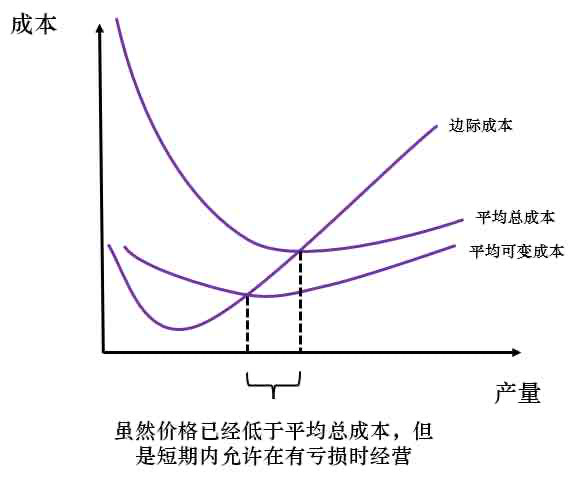 成本
边际成本
平均总成本
平均可变成本
产量
虽然价格已经低于平均总成本，但
是短期内允许在有亏损时经营